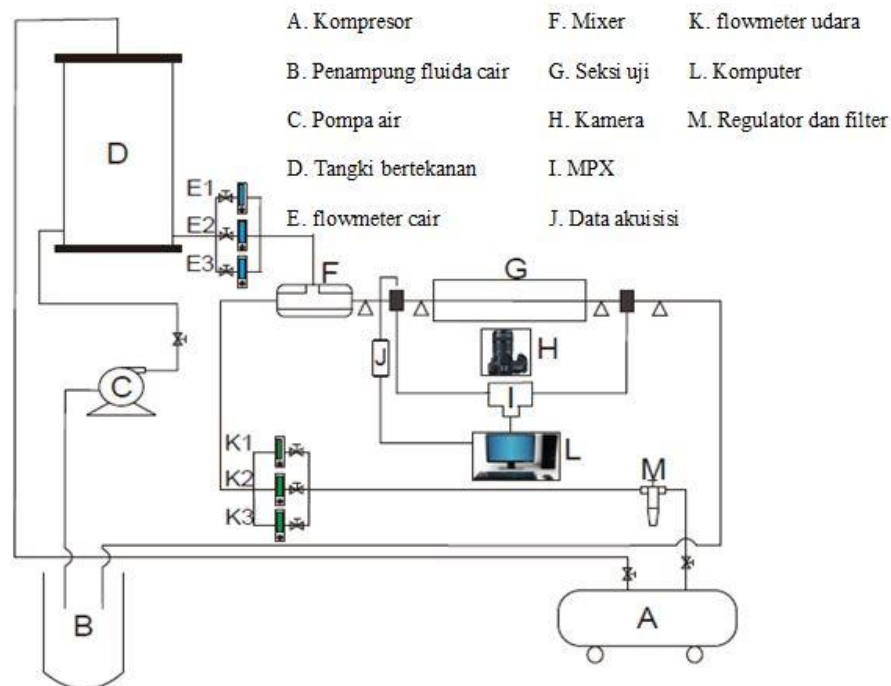 A. Kompresor F. Mixer K. flowmeter udara
B. Penampung fluida cair G. Seksi uji L. Komputer
C. Pompa air H. Kamera M. Regulator dan filter
D. Tangki bertekanan I. MPX
E. flowmeter cair J. Data akuisisi
D
E1
E2
E3
F
G
H
J
I
C
K1
K2
K3
L
M
B
A